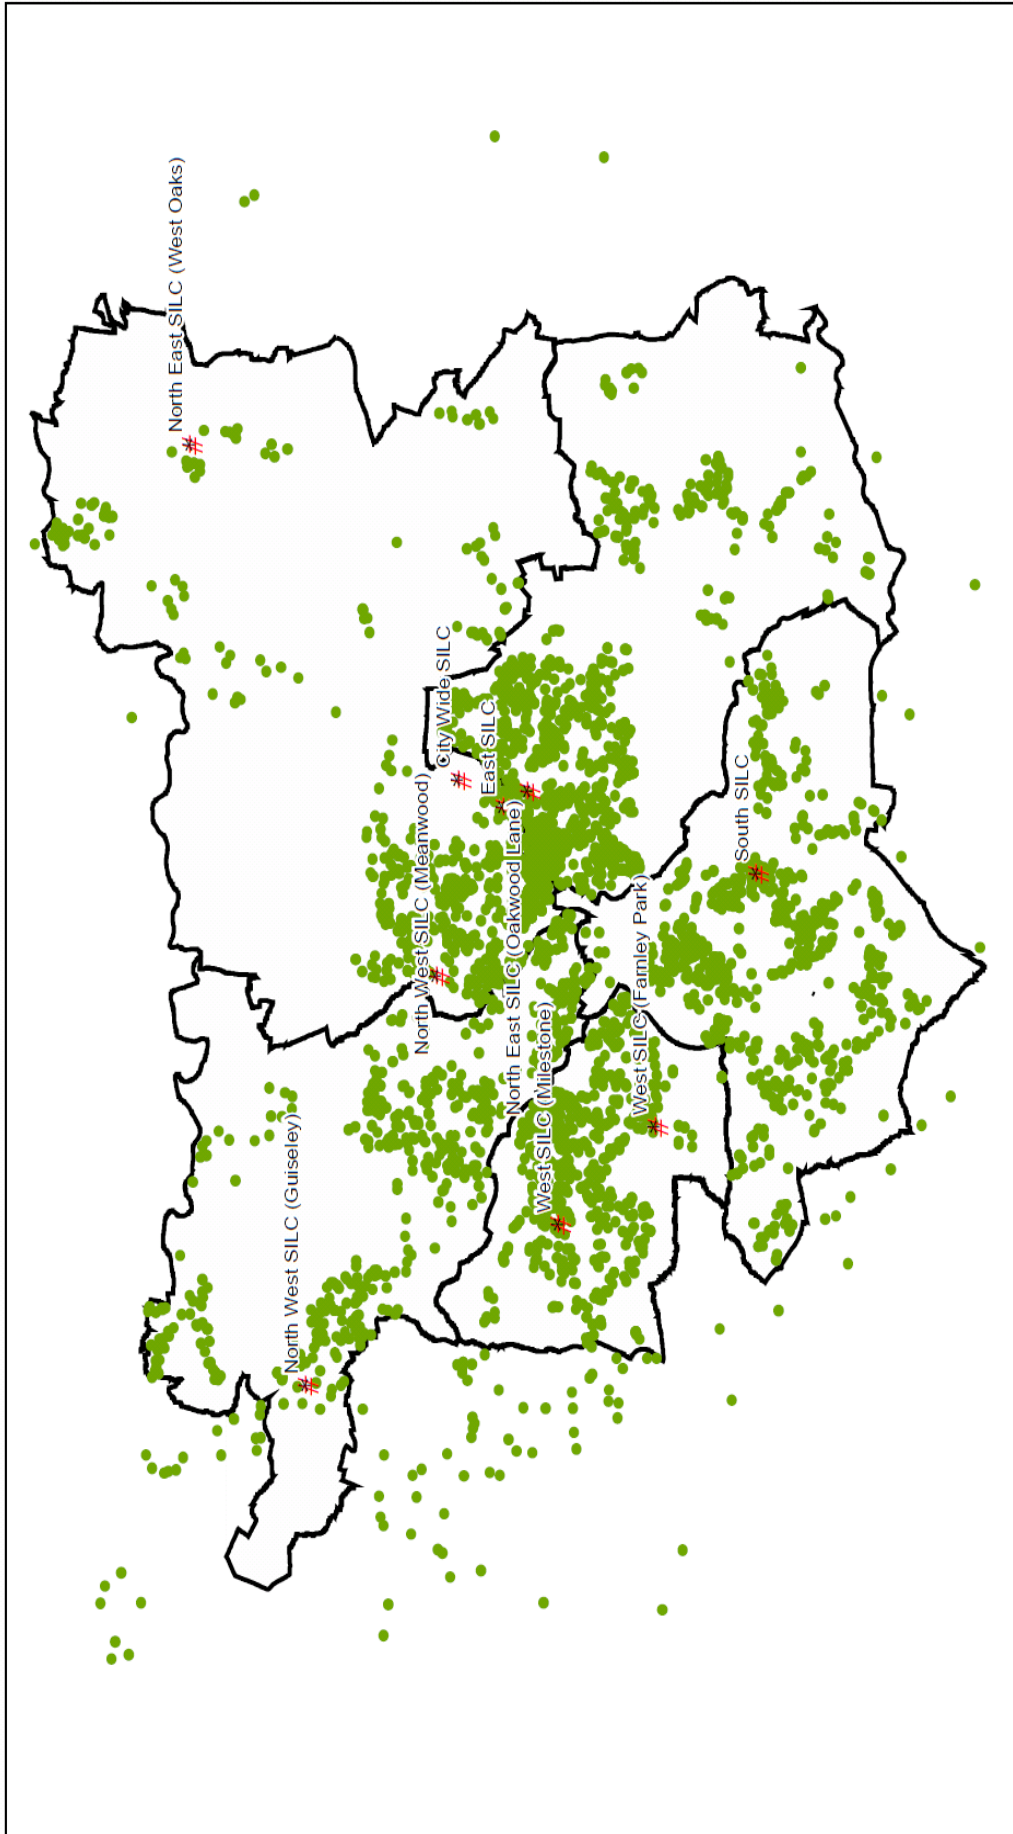 North East SILC (West Oaks)
City Wide SILC
East SILC
North West SILC (Meanwood)
North East SILC (Oakwood Lane)
South SILC
West SILC (Farnley Park)
West SILC (Milestone)
North West SILC (Guiseley)